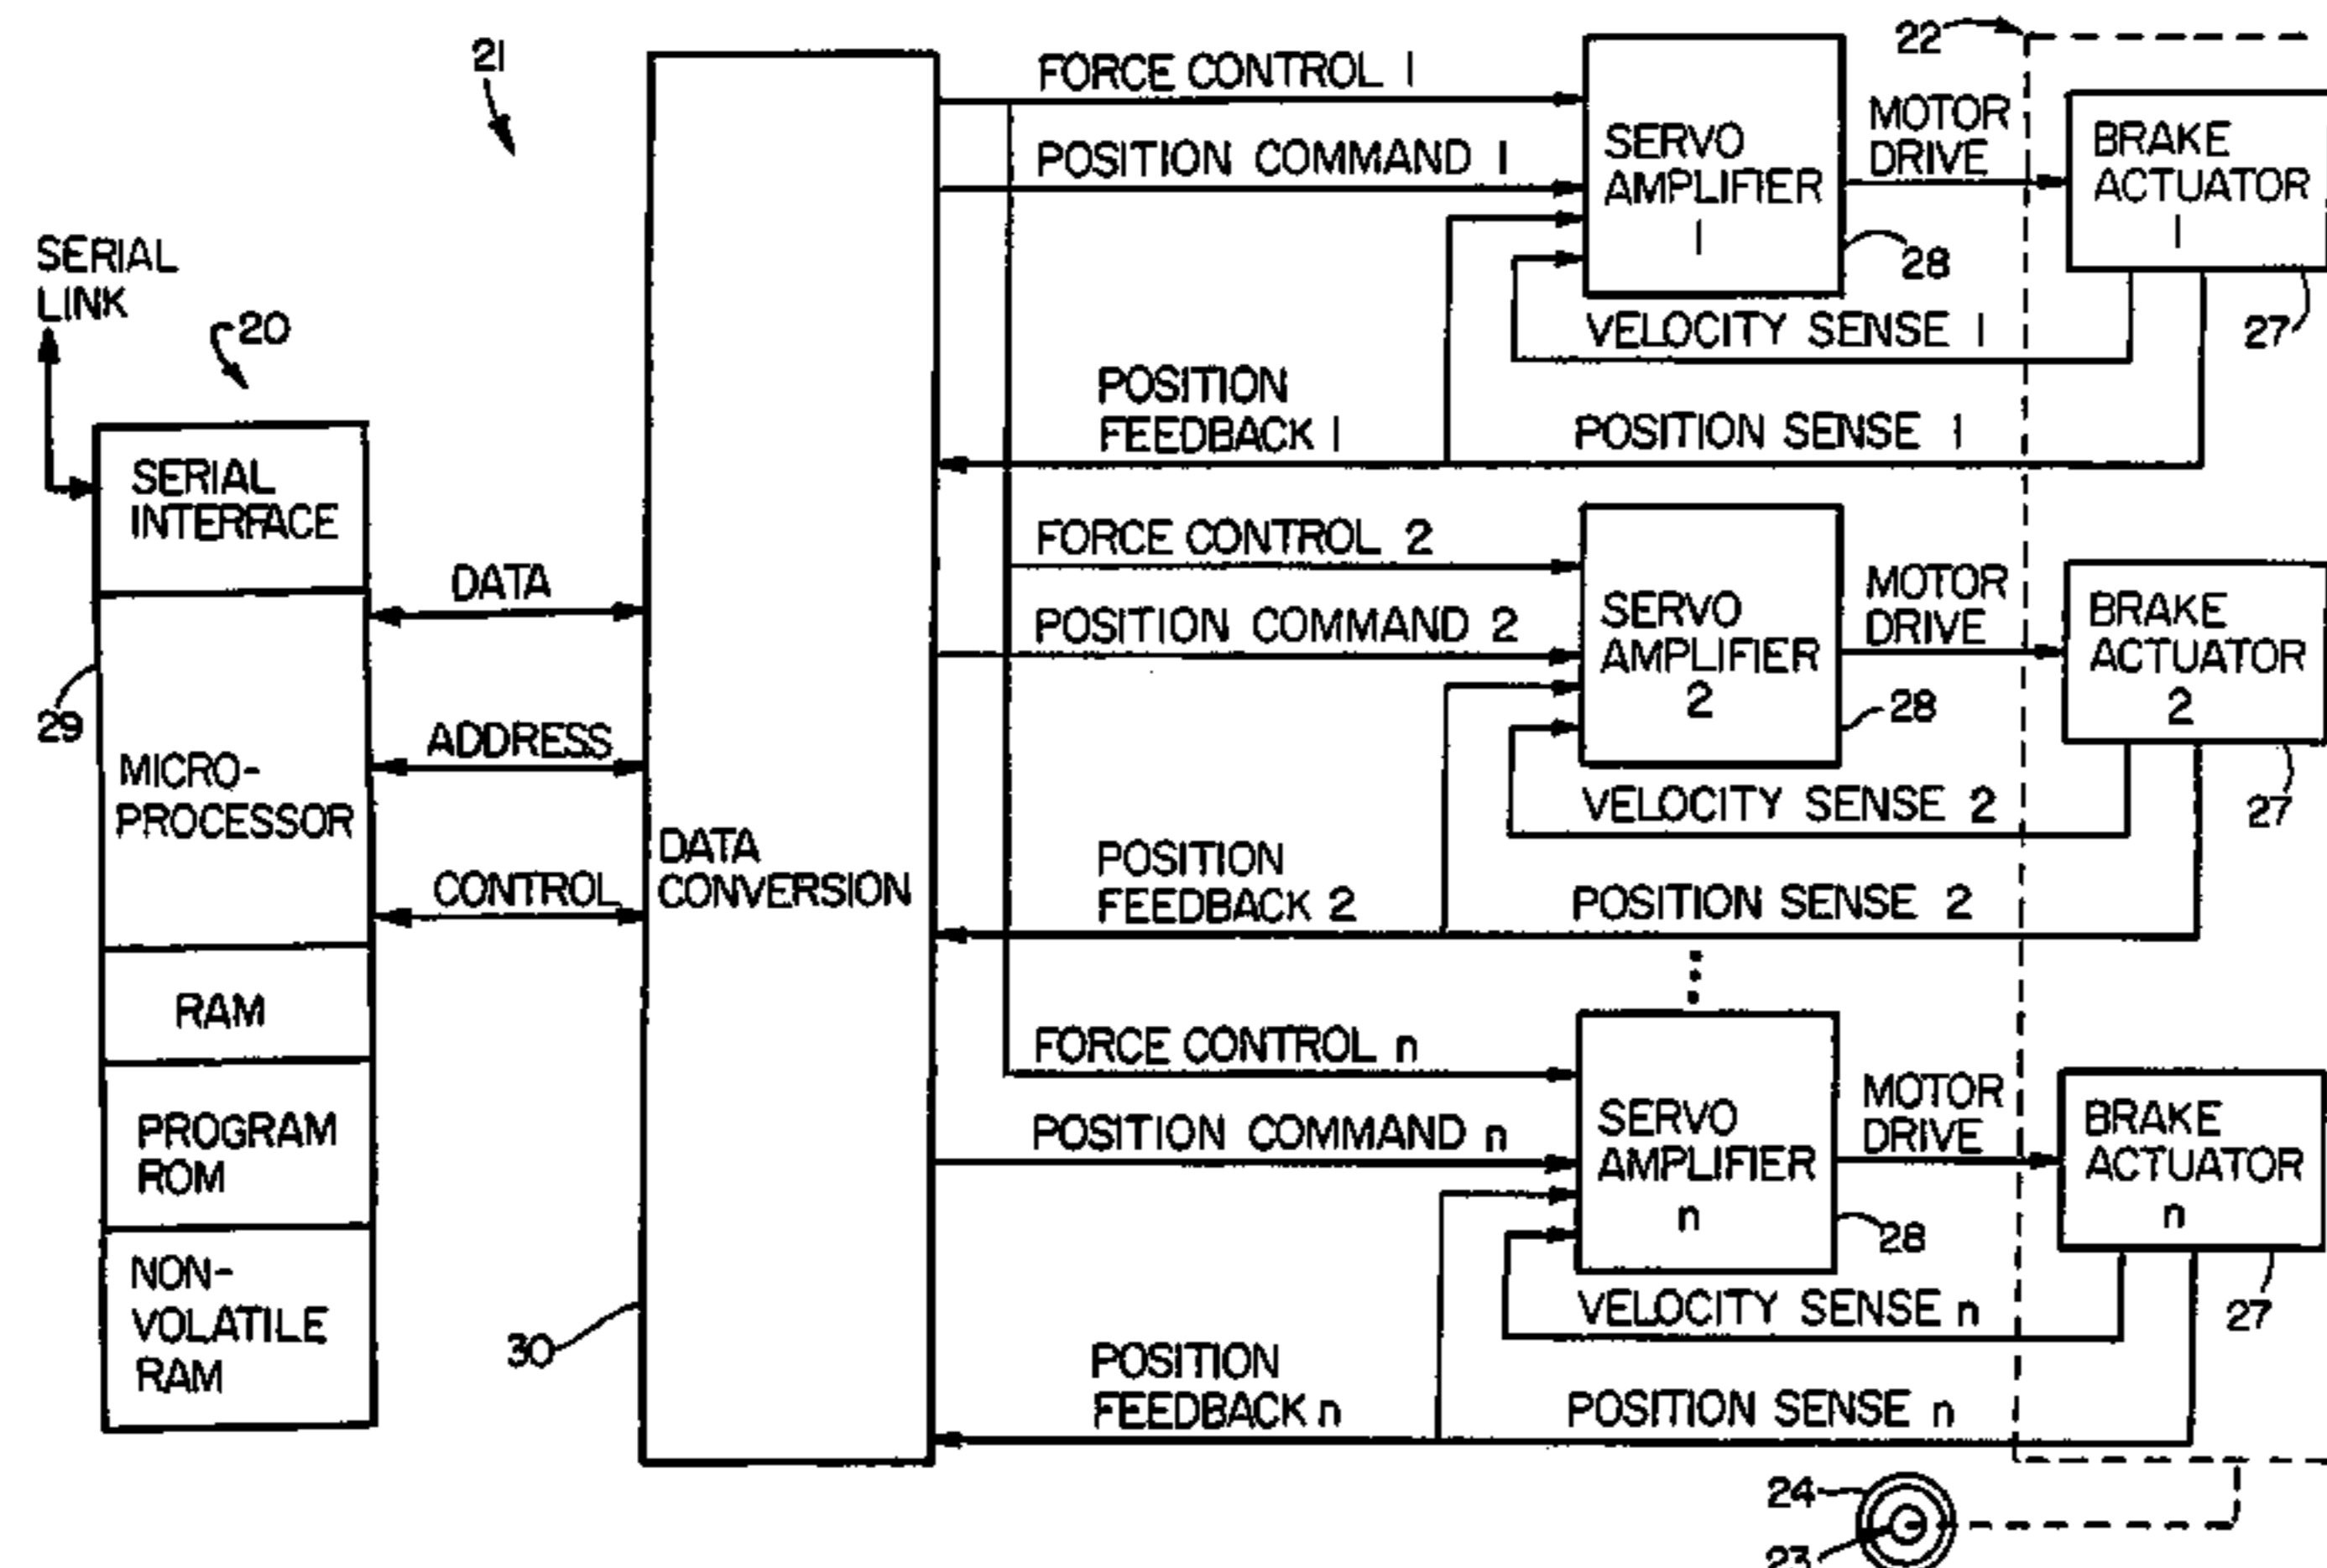 21
22
FORCE CONTROL 1
POSITION COMMAND 1
SERVO
AMPLIFIER
1
28
MOTOR
DRIVE
BRAKE
ACTUATOR
1
27
VELOCITY SENSE 1
POSITION
FEEDBACK 1
POSITION SENSE 1
SERIAL
LINK
20
SERIAL
INTERFACE
29
MICRO-
PROCESSOR
RAM
PROGRAM
ROM
NON-
VOLATILE
RAM
DATA
ADDRESS
CONTROL
DATA
CONVERSION
30
FORCE CONTROL 2
POSITION COMMAND 2
SERVO
AMPLIFIER
2
28
MOTOR
DRIVE
BRAKE
ACTUATOR
2
27
VELOCITY SENSE 2
POSITION
FEEDBACK 2
POSITION SENSE 2
FORCE CONTROL n
POSITION COMMAND n
SERVO
AMPLIFIER
n
28
MOTOR
DRIVE
BRAKE
ACTUATOR
n
27
VELOCITY SENSE n
POSITION
FEEDBACK n
POSITION SENSE n
24
23